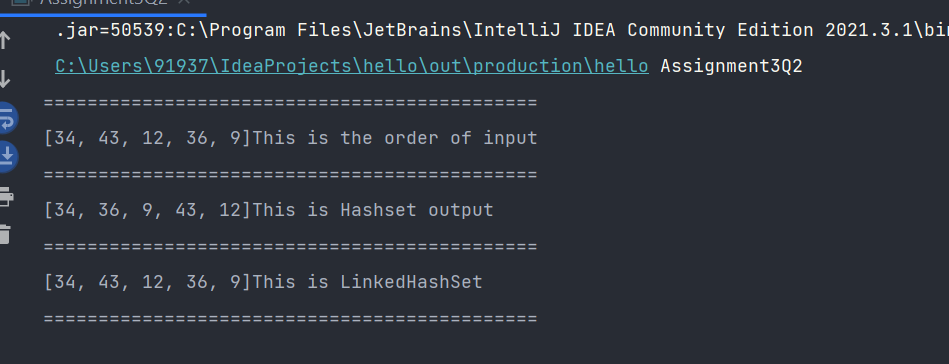 Assignment3Q2
.jar=50539:C:\Program Files\JetBrains\IntelliJ IDEA Community Edition 2021.3.1\bin
C:\Users\91937\IdeaProjects\hello\out\production\hello Assignment3Q2
=============================================
[34, 43, 12, 36, 9]This is the order of input
=============================================
[34, 36, 9, 43, 12]This is Hashset output
=============================================
[34, 43, 12, 36, 9]This is LinkedHashSet
=============================================